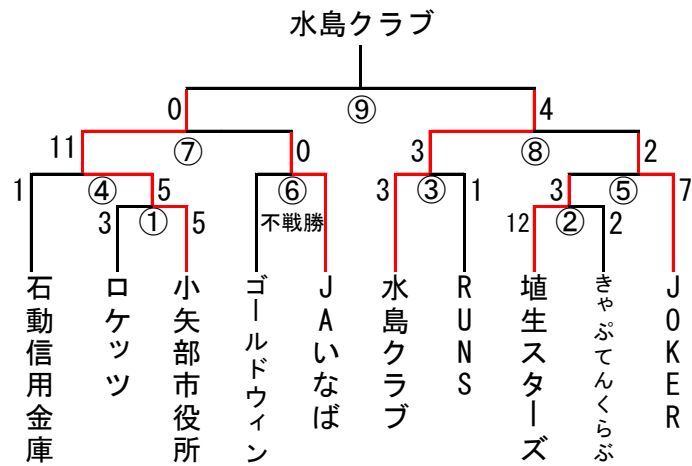 水島クラブ
0 ⑨ 4
11 ⑦ 0 3 ⑧ 2
1 ④ 5 ⑥ 3 ③ 1 3 ⑤ 7
3 ① 5 不戦勝 12 ② 2
石動信用金庫
ロケッツ
小矢部市役所
ゴールドウィン
JAいなば
水島クラブ
RUNS
埴生スターズ
きゃぷてんくらぶ
JOKER